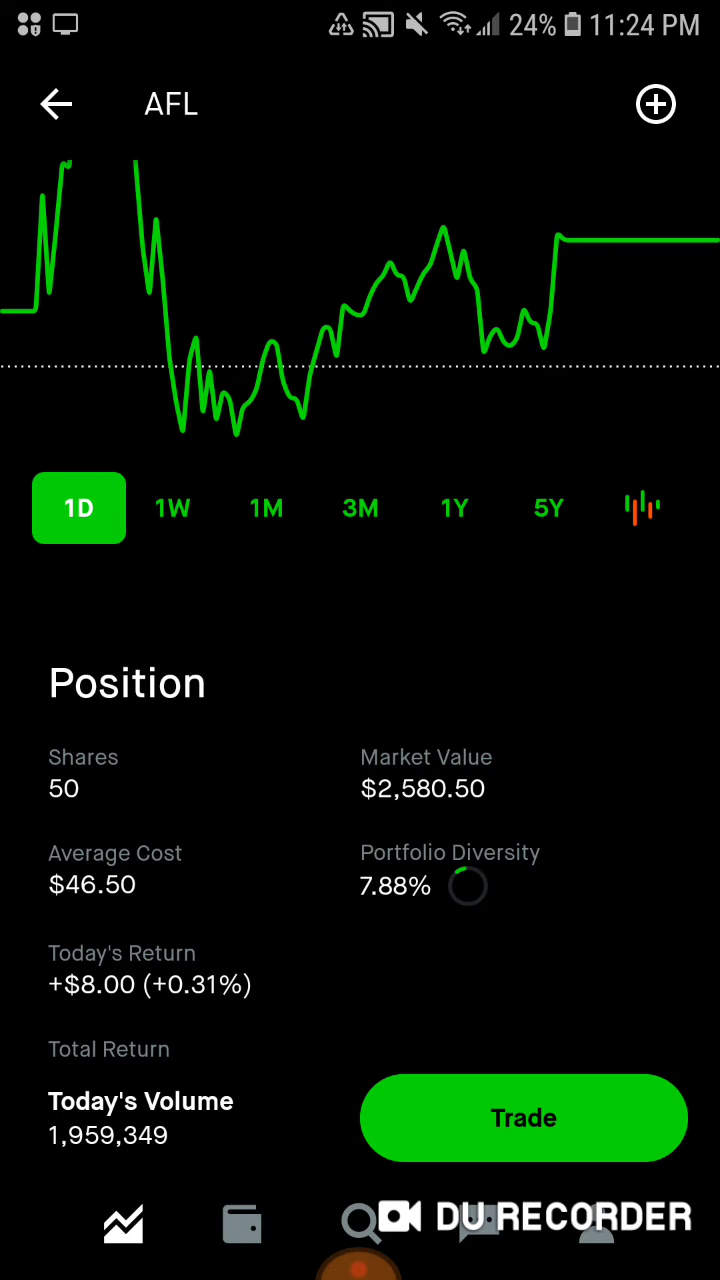 24% 11:24 PM
AFL
1D 1W 1M 3M 1Y 5Y
Position
Shares Market Value
50 $2,580.50
Average Cost Portfolio Diversity
$46.50 7.88%
Today's Return
+$8.00 (+0.31%)
Total Return
Today's Volume
1,959,349
Trade
DU RECORDER